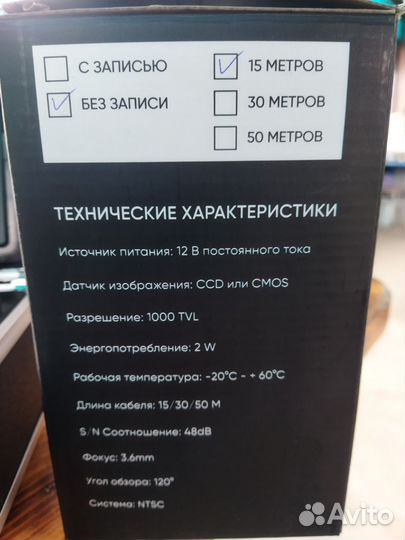 С ЗАПИСЬЮ
15 МЕТРОВ
БЕЗ ЗАПИСИ
30 МЕТРОВ
50 МЕТРОВ
ТЕХНИЧЕСКИЕ ХАРАКТЕРИСТИКИ
Источник питания: 12 В постоянного тока
Датчик изображения: CCD или CMOS
Разрешение: 1000 TVL
Энергопотребление: 2 W
Рабочая температура: -20°C - + 60°C
Длина кабеля: 15/30/50 М
S/N Соотношение: 48dB
Фокус: 3.6mm
Угол обзора: 120°
Система: NTSC
Avito